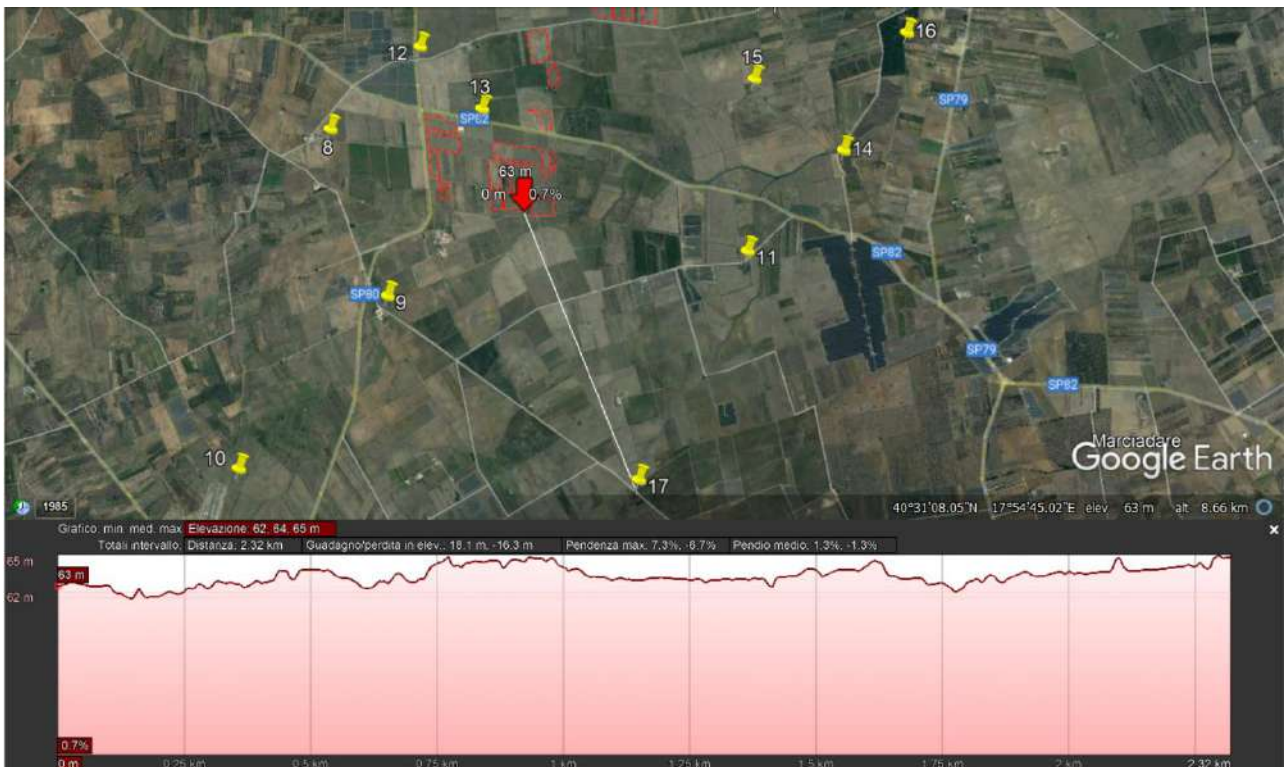 12
16
15
13
SP79
SP62
8
14
63 m
0 m 0.7%
11
SP82
SP80
9
SP79
SP82
Marciadare
10
Google Earth
17
1985
40°31'08.05"N 17°54'45.02"E elev 63 m alt 8.66 km
Grafico: min. med. max Elevazione: 62, 64, 65 m
Totali intervallo: Distanza: 2.32 km Guadagno/perdita in elev.: 18.1 m, -16.3 m Pendenza max. 7.3%, -6.7% Pendio medio: 1.3%, -1.3%
65 m
63 m
62 m
0.7%
0 m 0.25 km 0.5 km 0.75 km 1 km 1.25 km 1.5 km 1.75 km 2 km 2.32 km